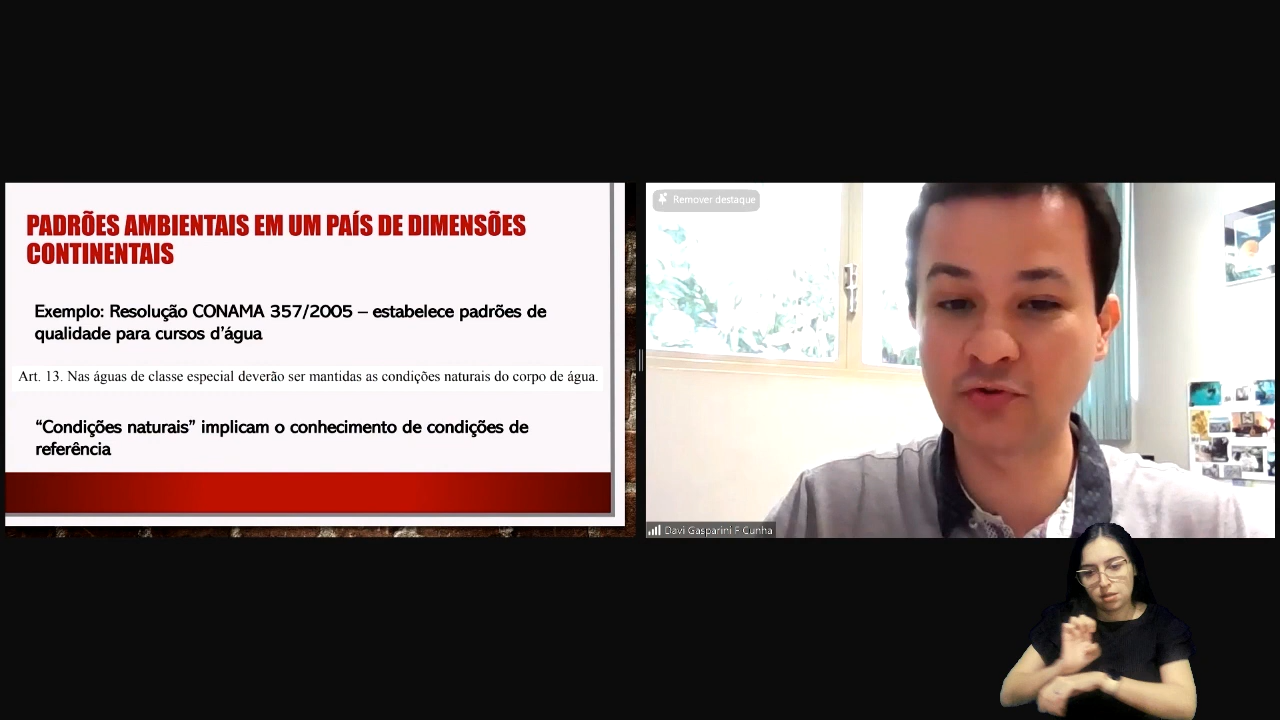 PADRÕES AMBIENTAIS EM UM PAÍS DE DIMENSÕES
CONTINENTAIS
Exemplo: Resolução CONAMA 357/2005 – estabelece padrões de
qualidade para cursos d'água
Art. 13. Nas águas de classe especial deverão ser mantidas as condições naturais do corpo de água.
“Condições naturais” implicam o conhecimento de condições de
referência
Remover destaque
Davi Gasparini F Cunha